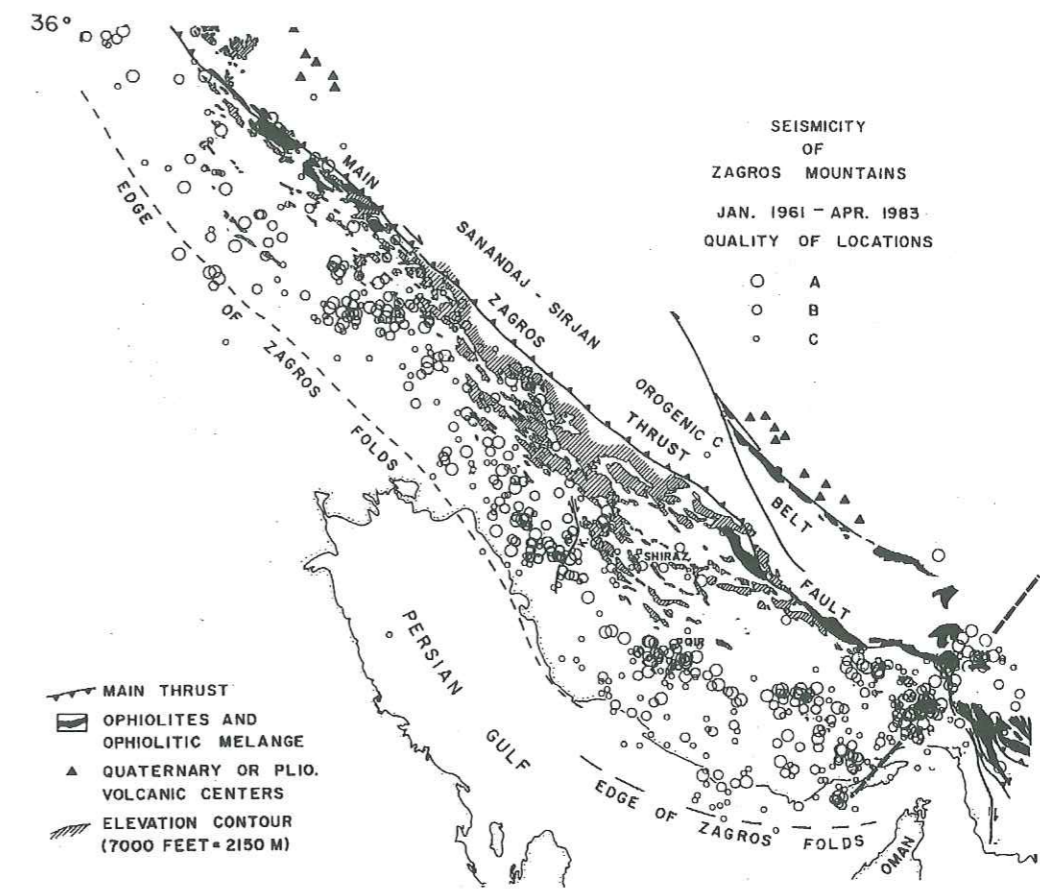 36°
SEISMICITY
OF
ZAGROS MOUNTAINS
JAN. 1961 - APR. 1983
QUALITY OF LOCATIONS
A
B
C
MAIN
ZAGROS
THRUST
FAULT
SANANDAJ - SIRJAN
OROGENIC C
BELT
EDGE
OF
ZAGROS
FOLDS
SHIRAZ
PERSIAN
GULF
EDGE OF ZAGROS FOLDS
OMAN
MAIN THRUST
OPHIOLITES AND
OPHIOLITIC MELANGE
QUATERNARY OR PLIO.
VOLCANIC CENTERS
ELEVATION CONTOUR
(7000 FEET = 2150 M)